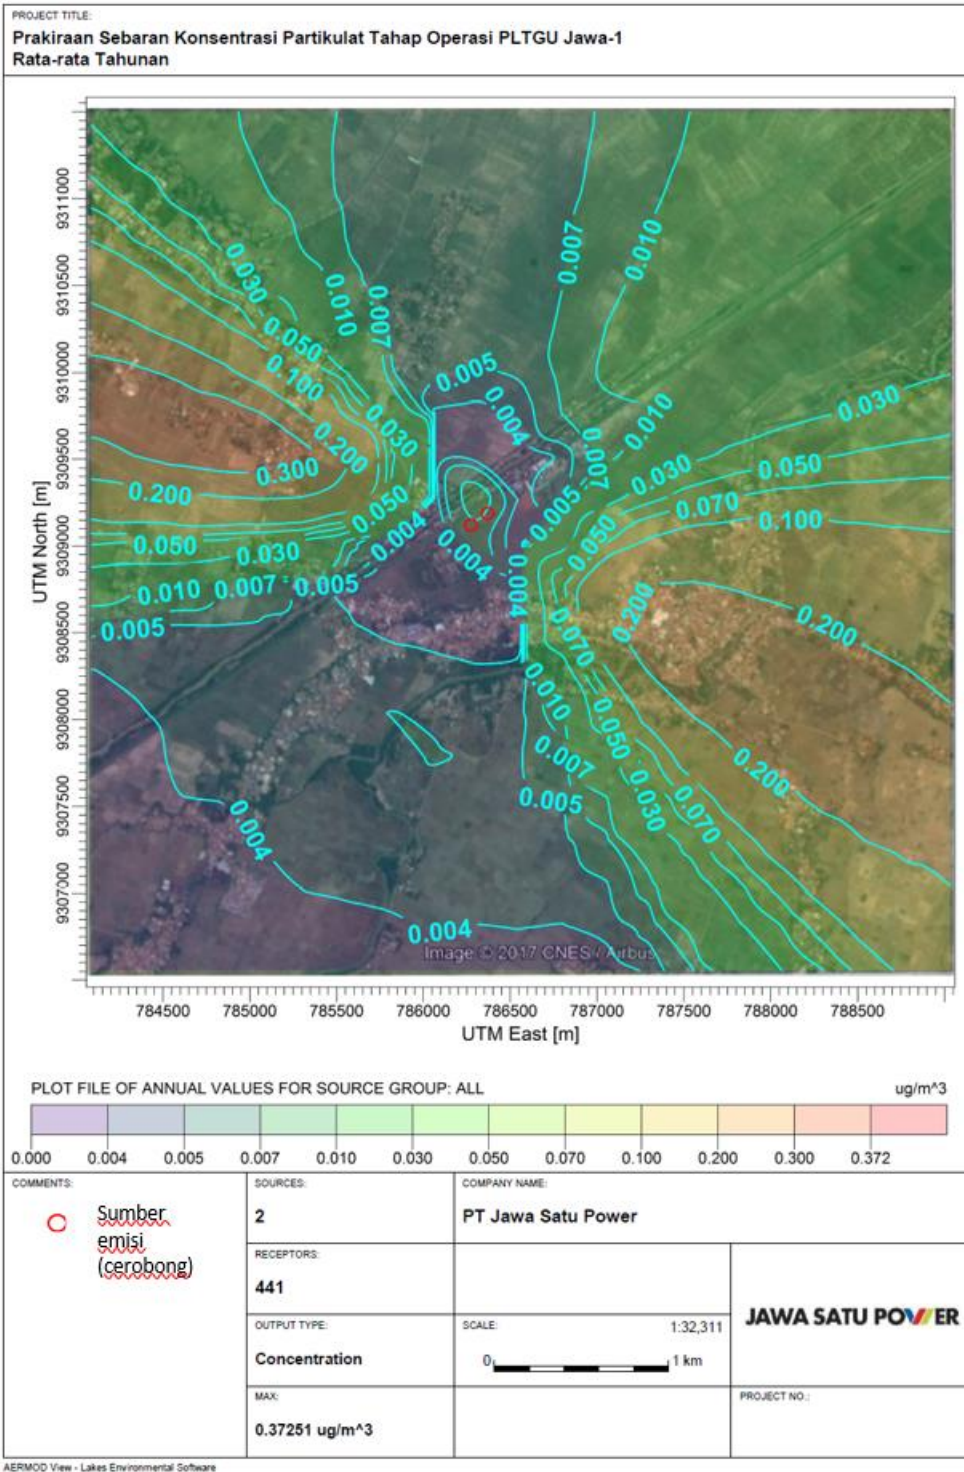 PROJECT TITLE:
Prakiraan Sebaran Konsentrasi Partikulat Tahap Operasi PLTGU Jawa-1
Rata-rata Tahunan
UTM North [m]
9311000
9310500
9310000
9309500
9309000
9308500
9308000
9307500
9307000
0.007
0.010
0.030
0.010
0.007
0.050
0.100
0.005
0.004
0.030
0.010
0.030
0.200
0.300
0.200
0.007
0.030
0.050
0.070
0.100
0.050
0.005
0.050
0.004
0.004
0.050
0.030
0.010
0.007
0.005
0.004
0.005
0.200
0.200
0.070
0.010
0.050
0.007
0.200
0.005
0.030
0.070
0.004
0.004
Image © 2017 CNES / Airbus
784500 785000 785500 786000 786500 787000 787500 788000 788500
UTM East [m]
PLOT FILE OF ANNUAL VALUES FOR SOURCE GROUP: ALL ug/m^3
0.000 0.004 0.005 0.007 0.010 0.030 0.050 0.070 0.100 0.200 0.300 0.372
COMMENTS:
Sumber
emisi
(cerobong)
SOURCES:
2
COMPANY NAME:
PT Jawa Satu Power
RECEPTORS:
441
OUTPUT TYPE:
Concentration
SCALE: 1:32,311
0 1 km
JAWA SATU POWER
MAX:
0.37251 ug/m^3
PROJECT NO.:
AERMOD View - Lakes Environmental Software